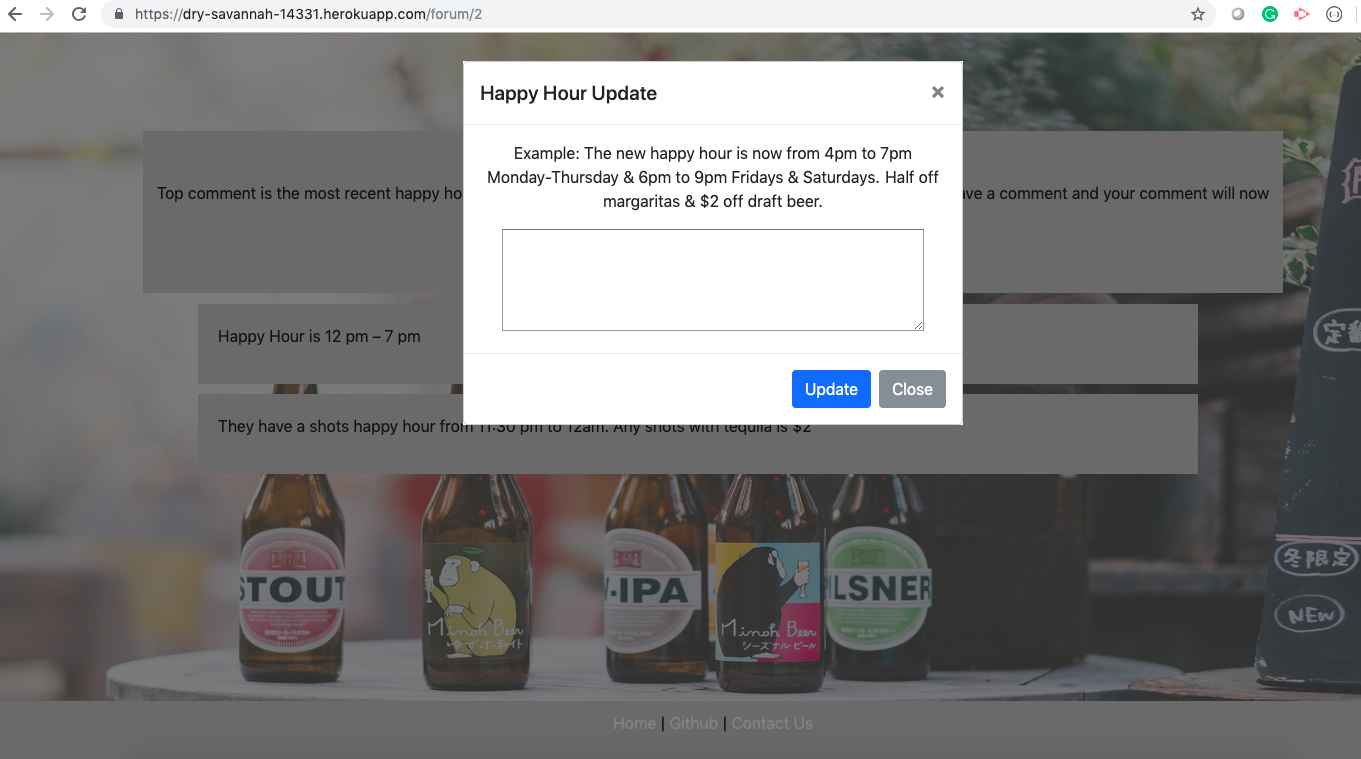 https://dry-savannah-14331.herokuapp.com/forum/2
Happy Hour Update
×
Example: The new happy hour is now from 4pm to 7pm
Monday-Thursday & 6pm to 9pm Fridays & Saturdays. Half off
margaritas & $2 off draft beer.
Top comment is the most recent happy ho
ave a comment and your comment will now
Happy Hour is 12 pm – 7 pm
Update
Close
They have a shots happy hour from 11:30 pm to 12am. Any shots with tequila is $2
STOUT
-IPA
ILSNER
Minoh Beer
Minoh Beer
シーズナル ビール
冬限定
NEW
Home | Github | Contact Us